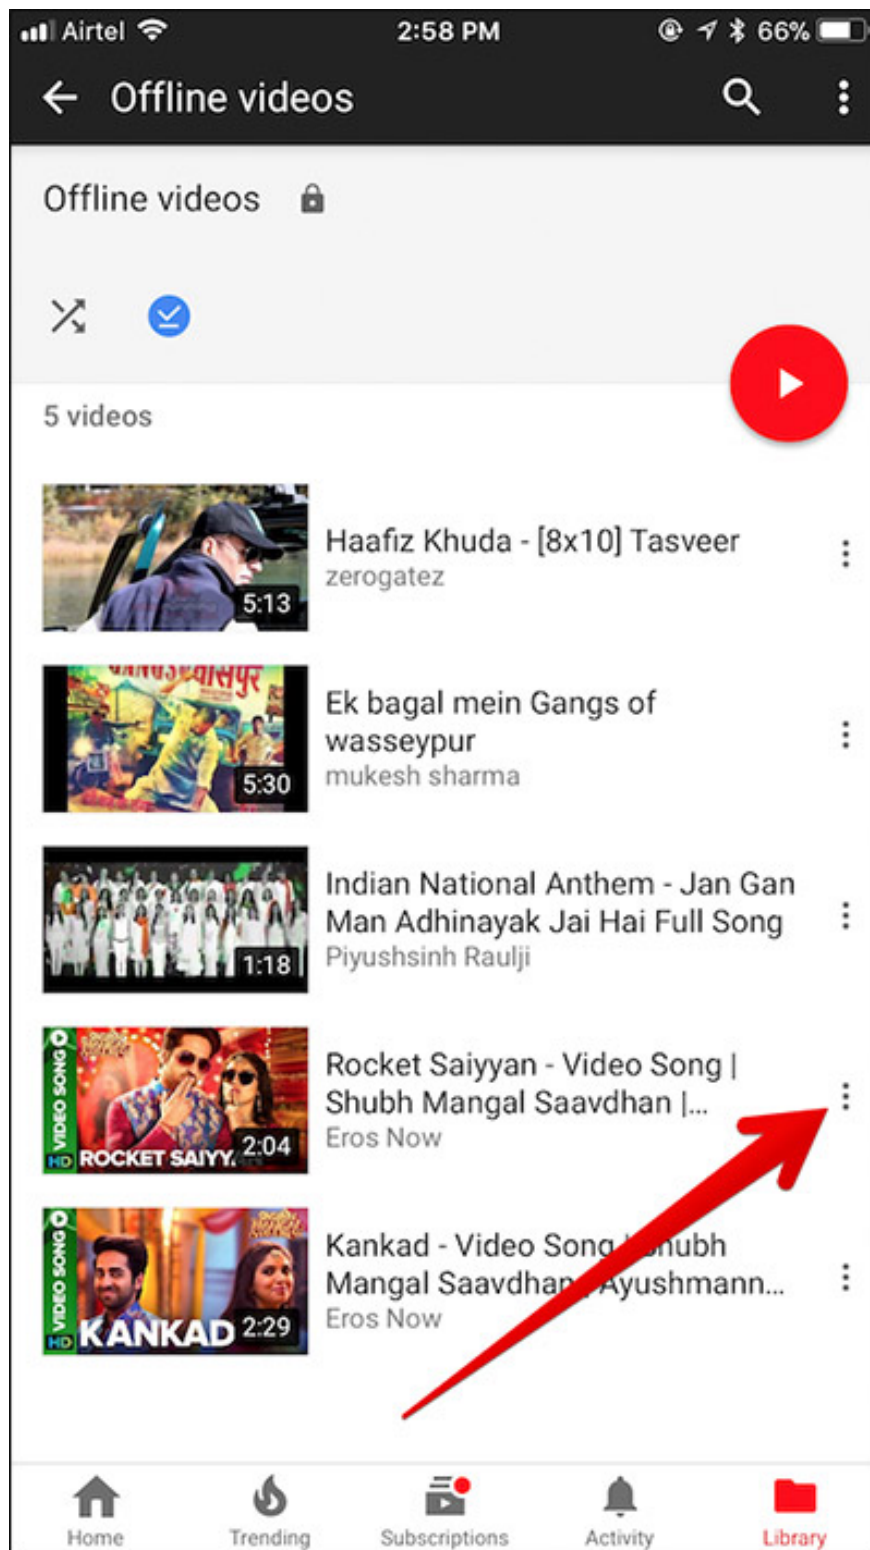 Airtel 2:58 PM 66%
Offline videos
Offline videos
5 videos
5:13
Haafiz Khuda - [8x10] Tasveer
zerogatez
5:30
Ek bagal mein Gangs of
wasseypur
mukesh sharma
1:18
Indian National Anthem - Jan Gan
Man Adhinayak Jai Hai Full Song
Piyushsinh Raulji
VIDEO SONG
HD
ROCKET SAIYY
2:04
Rocket Saiyyan - Video Song |
Shubh Mangal Saavdhan |...
Eros Now
VIDEO SONG
HD
KANKAD
2:29
Kankad - Video Song | Shubh
Mangal Saavdhan | Ayushmann...
Eros Now
Home Trending Subscriptions Activity Library